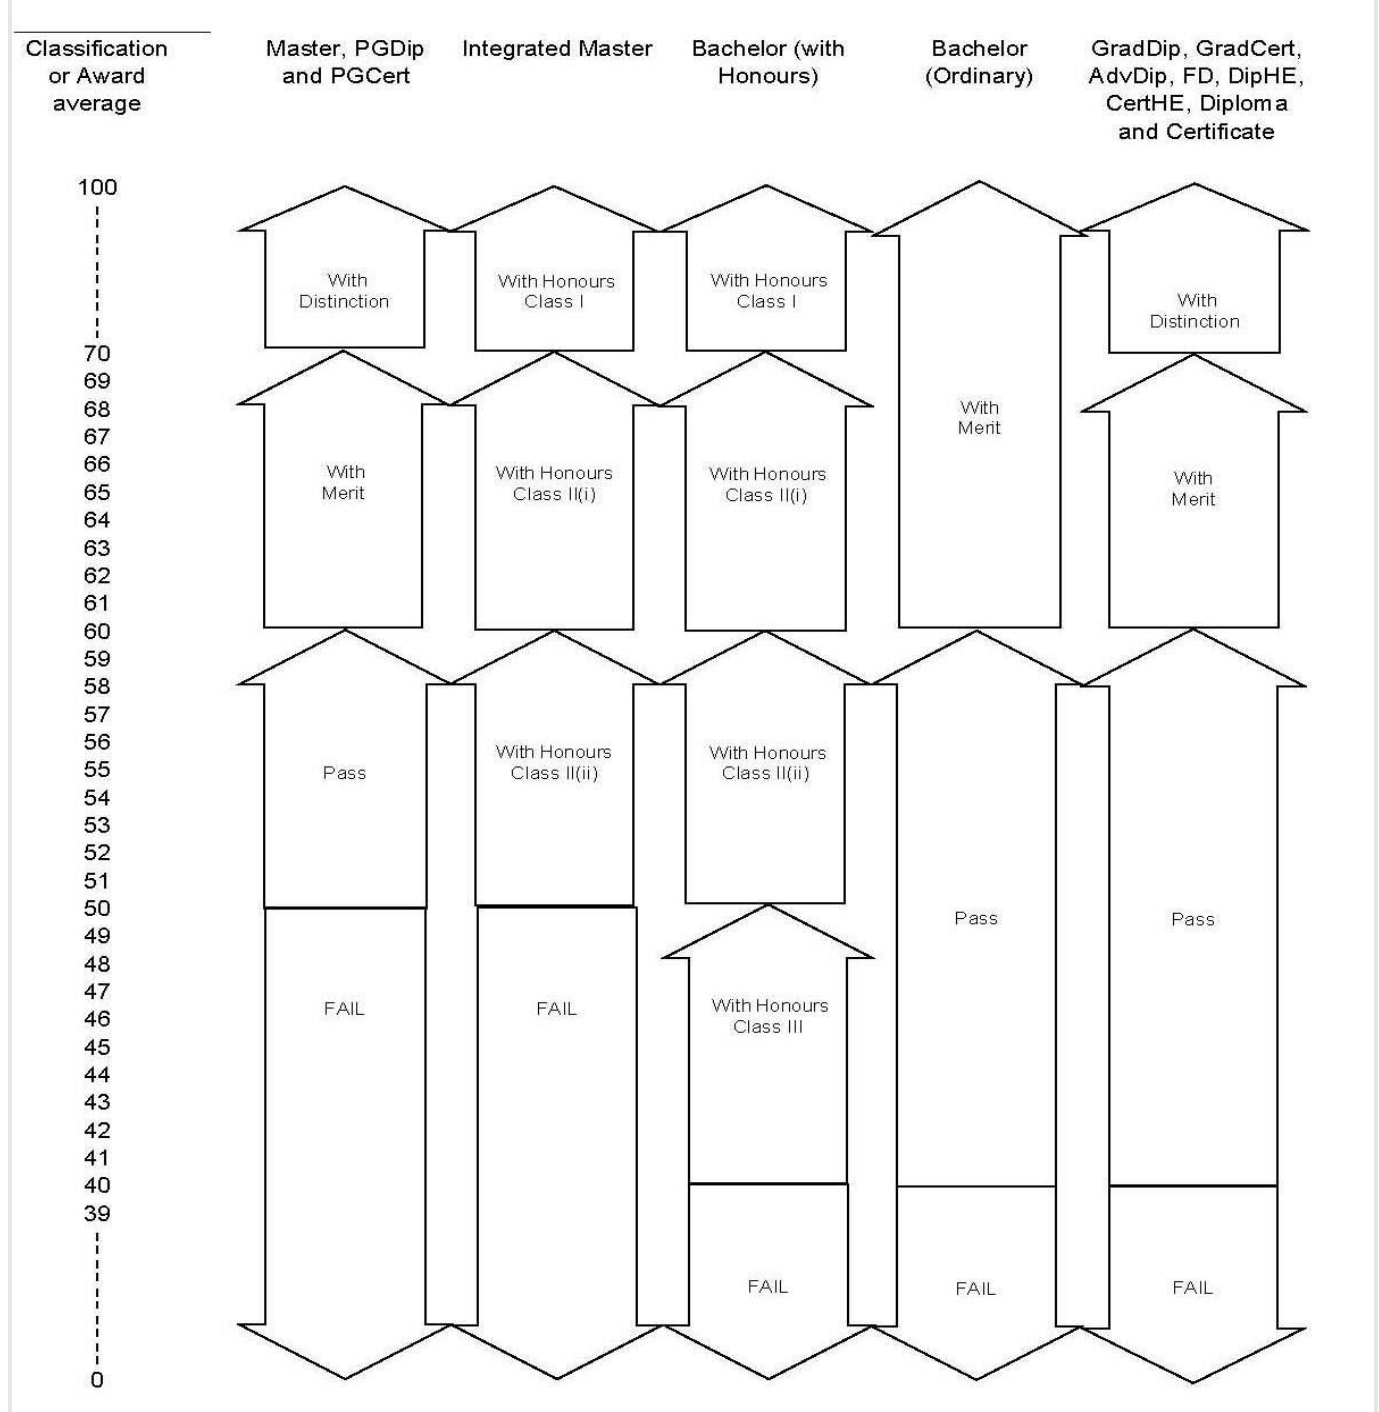 Classification
or Award
average
Master, PGDip
and PGCert
Integrated Master
Bachelor (with
Honours)
Bachelor
(Ordinary)
GradDip, GradCert,
AdvDip, FD, DipHE,
CertHE, Diploma
and Certificate
100
With
Distinction
With Honours
Class I
With Honours
Class I
With
Distinction
70
69
68
With
Merit
67
66
With
Merit
With Honours
Class II(i)
With Honours
Class II(i)
With
Merit
65
64
63
62
61
60
59
58
57
56
With Honours
Class II(ii)
With Honours
Class II(ii)
55
Pass
54
53
52
51
50
Pass
Pass
49
48
47
46
FAIL
FAIL
With Honours
Class III
45
44
43
42
41
40
39
FAIL
FAIL
FAIL
0